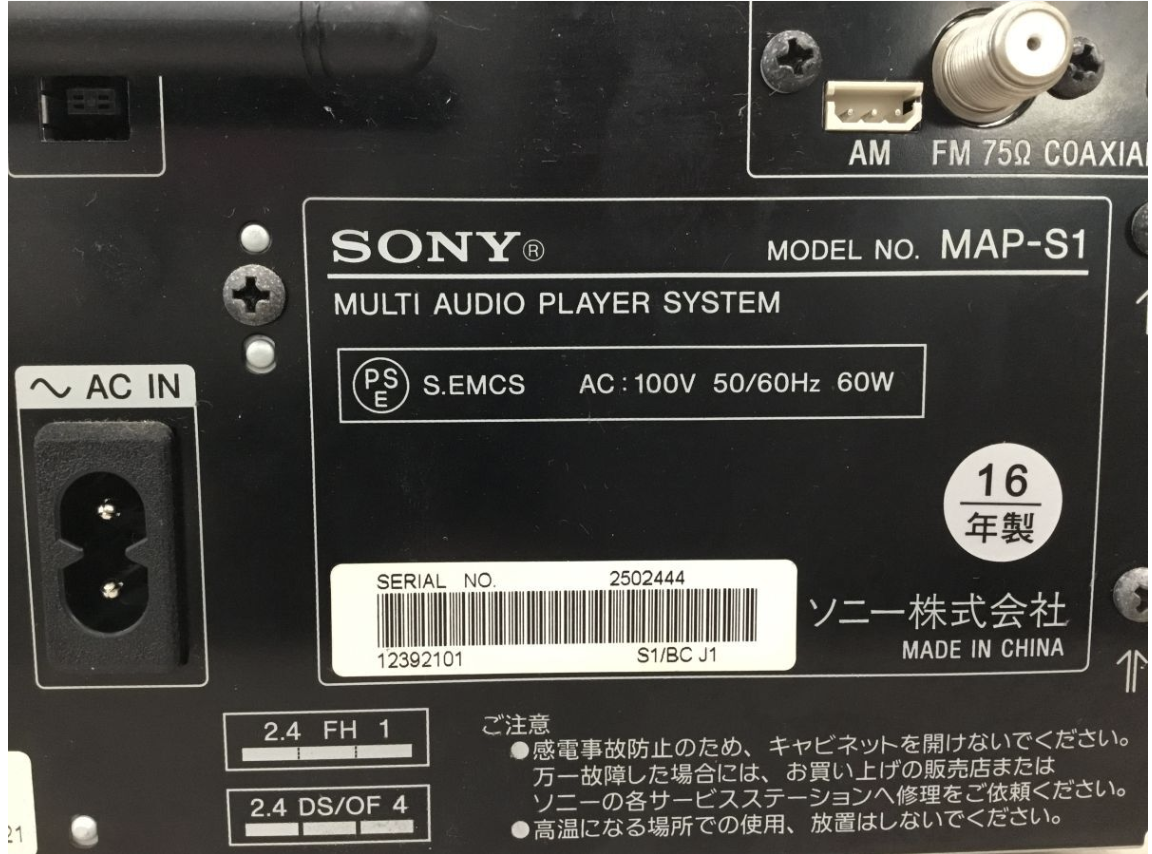 AM FM 75Ω COAXIAL
SONY®
MODEL NO. MAP-S1
MULTI AUDIO PLAYER SYSTEM
PSE S.EMCS AC:100V 50/60Hz 60W
~ AC IN
16
年製
SERIAL NO. 2502444
12392101 S1/BC J1
ソニー株式会社
MADE IN CHINA
2.4 FH 1
2.4 DS/OF 4
ご注意
●感電事故防止のため、キャビネットを開けないでください。
万一故障した場合には、お買い上げの販売店または
ソニーの各サービスステーションへ修理をご依頼ください。
●高温になる場所での使用、放置はしないでください。
21